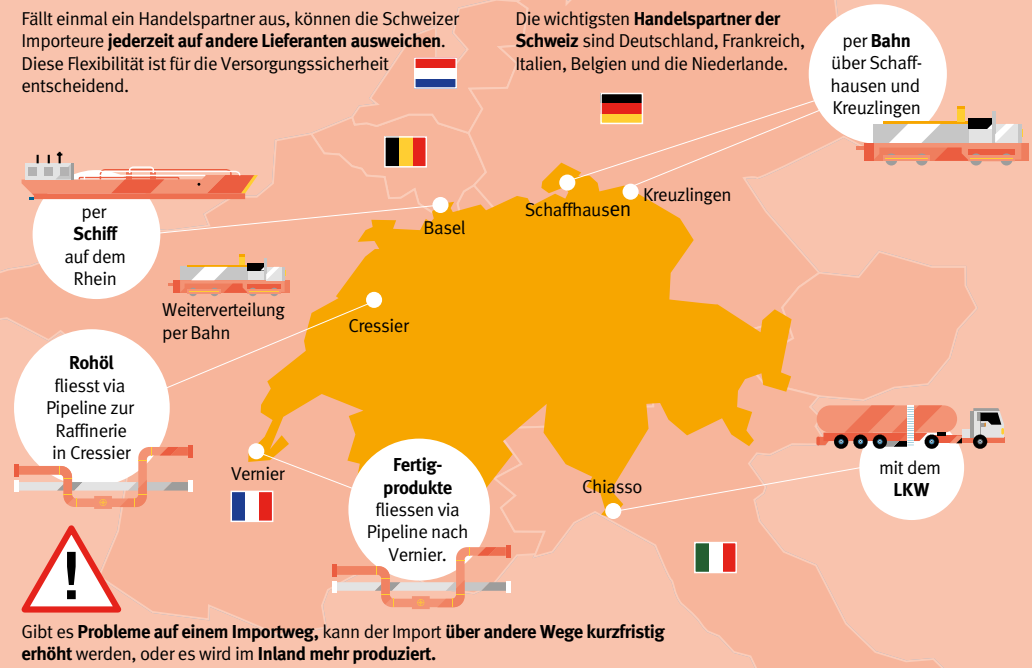 Fällt einmal ein Handelspartner aus, können die Schweizer
Importeure jederzeit auf andere Lieferanten ausweichen.
Diese Flexibilität ist für die Versorgungssicherheit
entscheidend.
Die wichtigsten Handelspartner der
Schweiz sind Deutschland, Frankreich,
Italien, Belgien und die Niederlande.
per Bahn
über Schaff-
hausen und
Kreuzlingen
per
Schiff
auf dem
Rhein
Basel
Schaffhausen
Kreuzlingen
Weiterverteilung
per Bahn
Cressier
Rohöl
fliesst via
Pipeline zur
Raffinerie
in Cressier
Vernier
Fertig-
produkte
fliessen via
Pipeline nach
Vernier.
Chiasso
mit dem
LKW
!
Gibt es Probleme auf einem Importweg, kann der Import über andere Wege kurzfristig
erhöht werden, oder es wird im Inland mehr produziert.